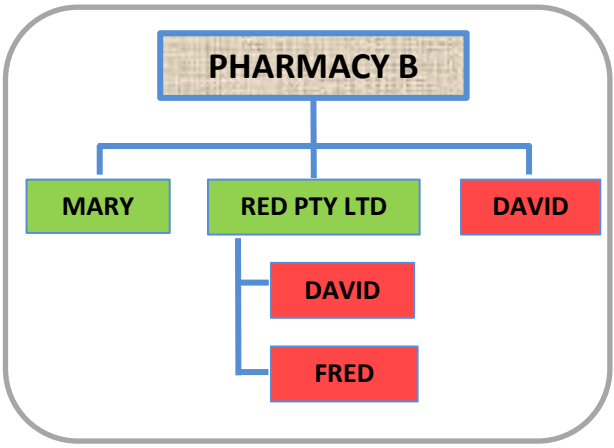 PHARMACY B
MARY
RED PTY LTD
DAVID
DAVID
FRED